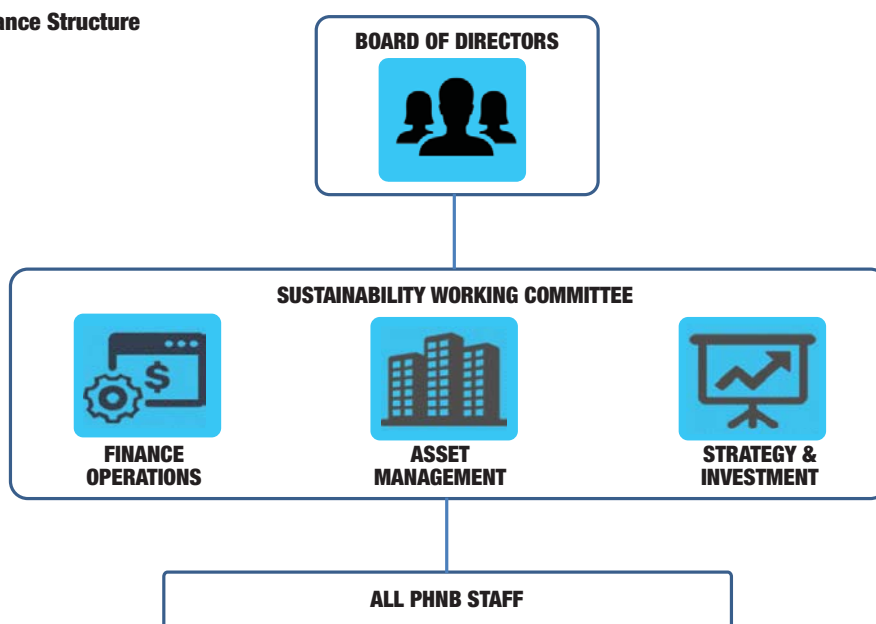 ance Structure
BOARD OF DIRECTORS
SUSTAINABILITY WORKING COMMITTEE
$
FINANCE
OPERATIONS
ASSET
MANAGEMENT
STRATEGY &
INVESTMENT
ALL PHNB STAFF